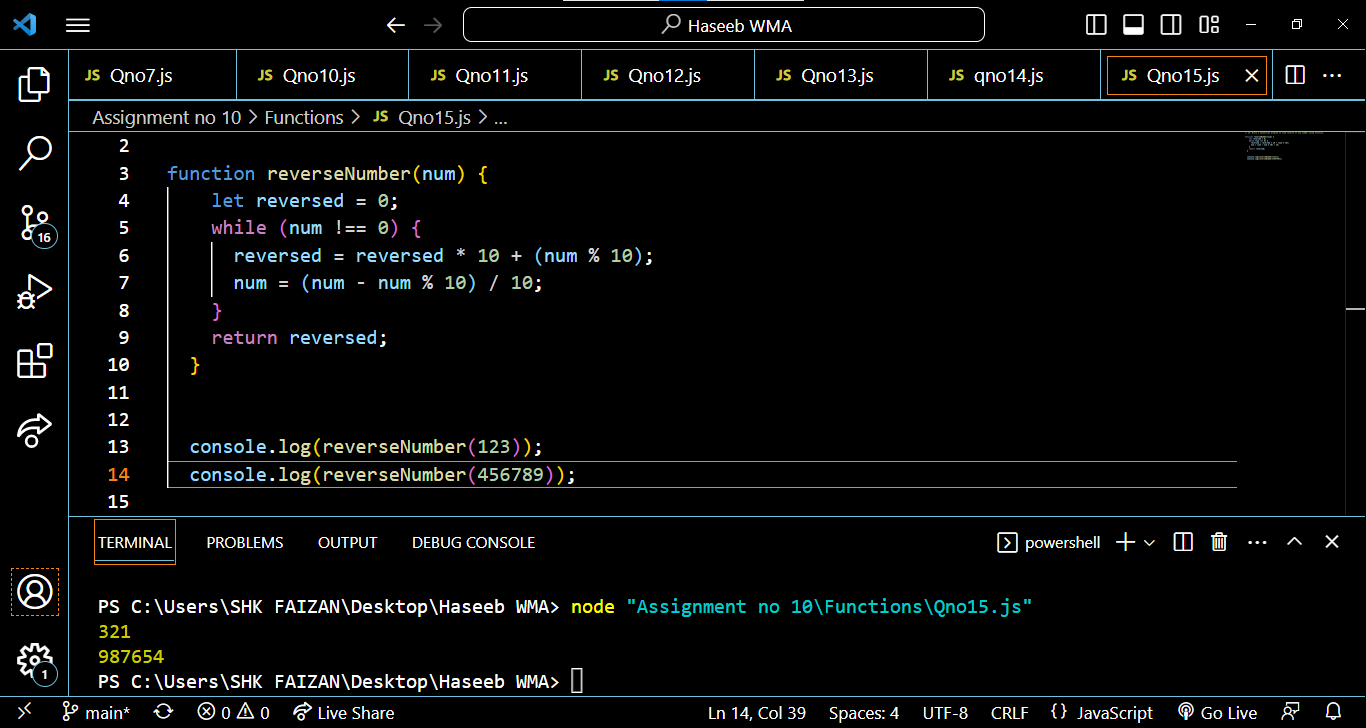 Haseeb WMA
JS Qno7.js JS Qno10.js JS Qno11.js JS Qno12.js JS Qno13.js JS qno14.js JS Qno15.js
Assignment no 10 > Functions > JS Qno15.js > ...
2
3 function reverseNumber(num) {
4 let reversed = 0;
5 while (num !== 0) {
6 reversed = reversed * 10 + (num % 10);
7 num = (num - num % 10) / 10;
8 }
9 return reversed;
10 }
11
12
13 console.log(reverseNumber(123));
14 console.log(reverseNumber(456789));
15
16
TERMINAL PROBLEMS OUTPUT DEBUG CONSOLE powershell
PS C:\Users\SHK FAIZAN\Desktop\Haseeb WMA> node "Assignment no 10\Functions\Qno15.js"
321
987654
PS C:\Users\SHK FAIZAN\Desktop\Haseeb WMA>
1
main* 0 0 Live Share Ln 14, Col 39 Spaces: 4 UTF-8 CRLF {} JavaScript Go Live